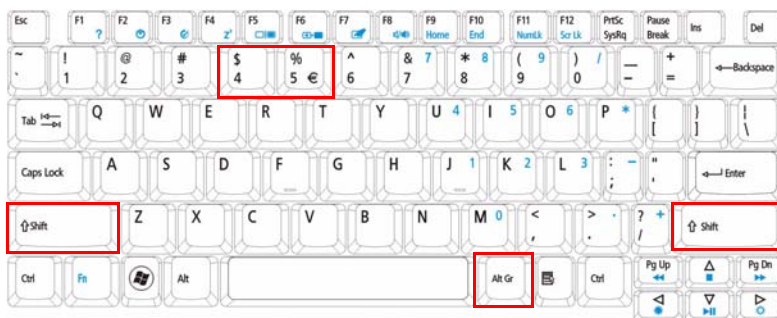 Esc F1 ? F2 F3 F4 z² F5 F6 F7 F8 F9 Home F10 End F11 NumLk F12 Scr Lk PrtSc SysRq Pause Break Ins Del
~ ` ! 1 @ 2 # 3 $ 4 % 5 € ^ 6 & 7 7 * 8 8 ( 9 9 ) / 0 _ - + = Backspace
Tab Q W E R T Y U 4 I 5 O 6 P * { [ } ] | \
Caps Lock A S D F G H J 1 K 2 L 3 : - ; " ' Enter
Shift Z X C V B N M 0 < , > . . ? + / Shift
Ctrl Fn Alt Alt Gr Ctrl Pg Up Pg Dn